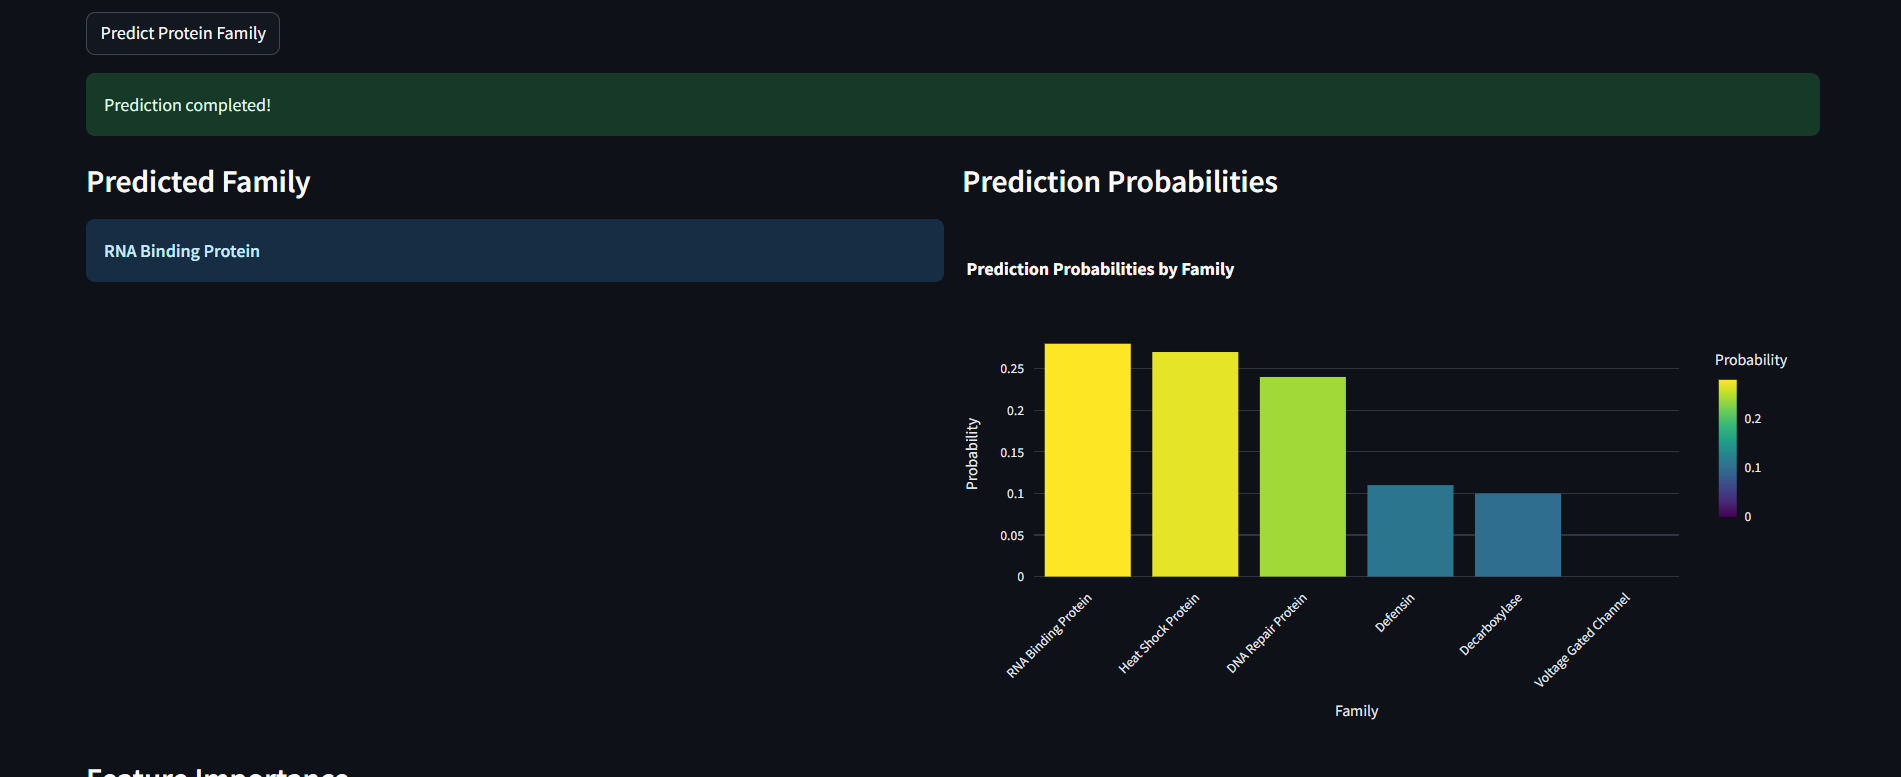 Predict Protein Family
Prediction completed!
Predicted Family
RNA Binding Protein
Prediction Probabilities
Prediction Probabilities by Family
Probability
0.25
0.2
0.15
0.1
0.05
0
RNA Binding Protein
Heat Shock Protein
DNA Repair Protein
Defensin
Decarboxylase
Voltage Gated Channel
Family
Probability
0.2
0.1
0
Feature Importance